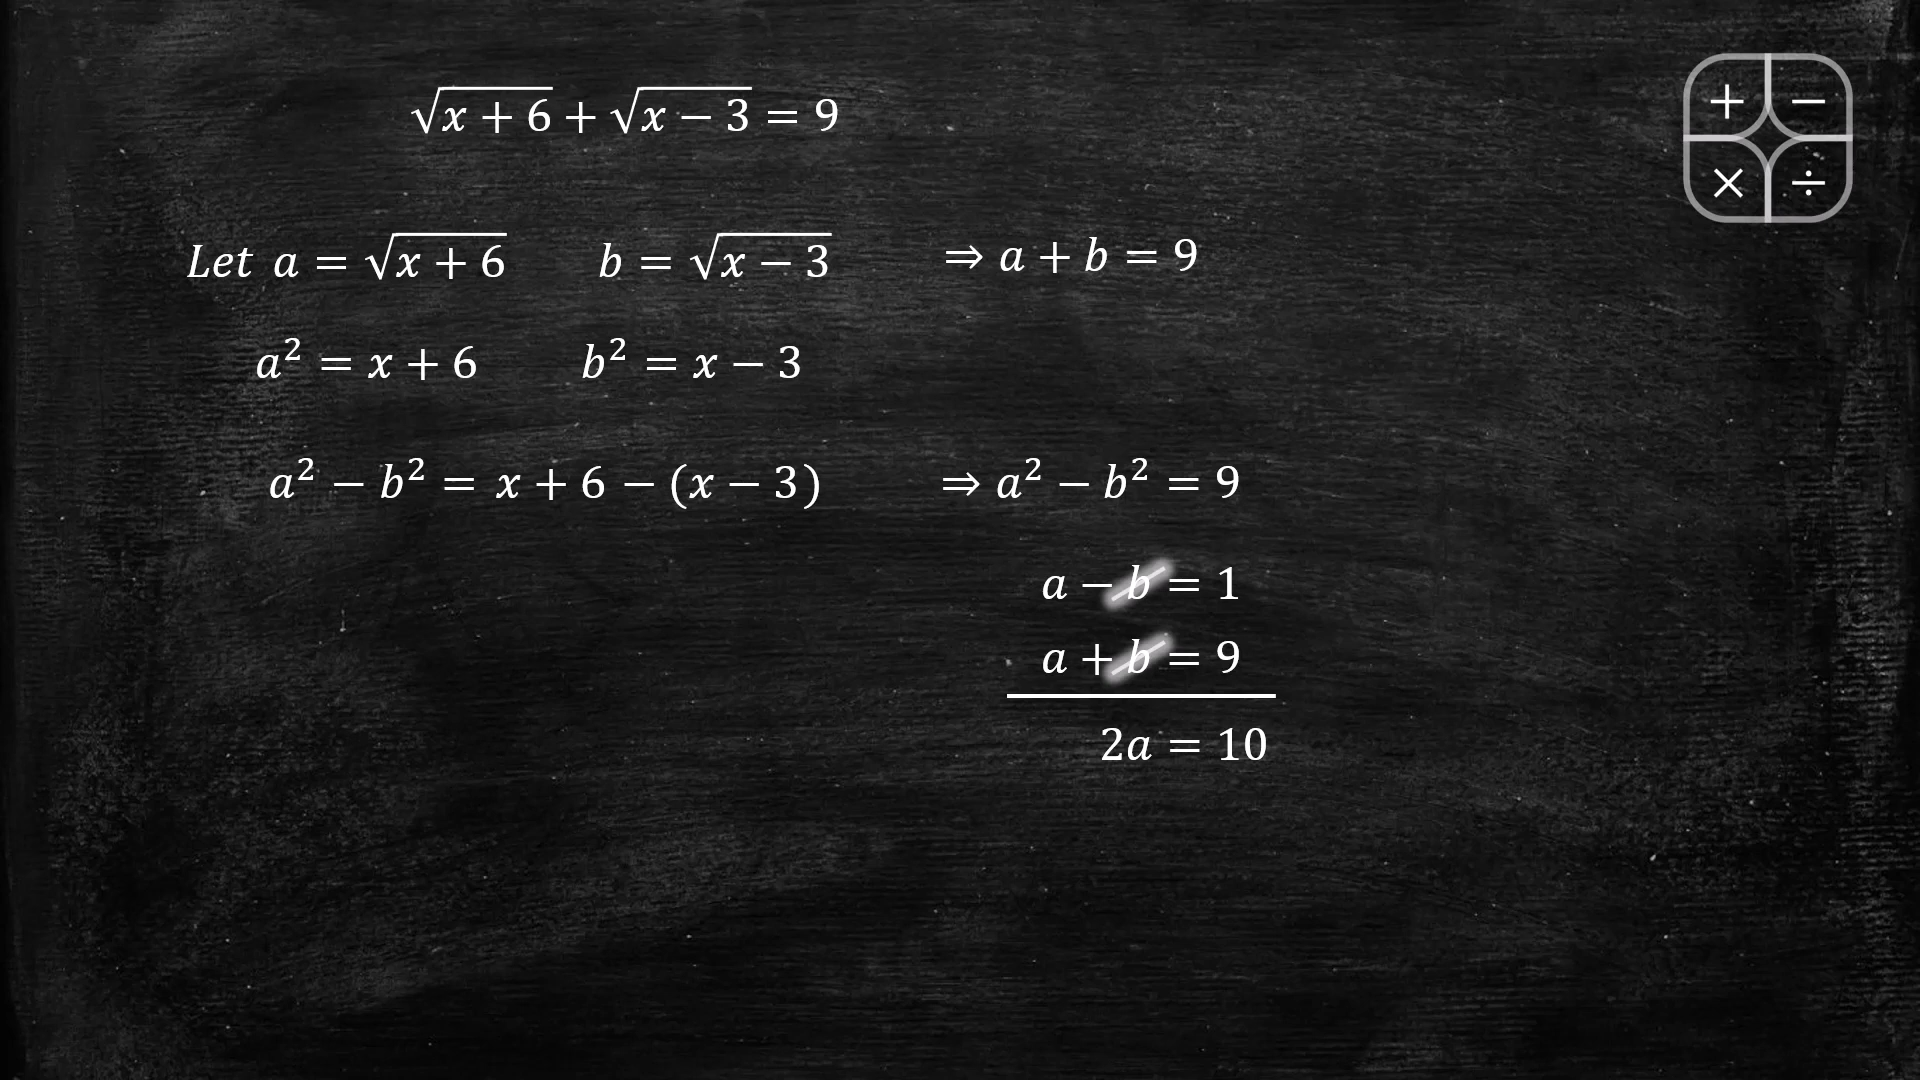 √(x + 6) + √(x − 3) = 9
Let a = √(x + 6) b = √(x − 3) ⇒ a + b = 9
a² = x + 6 b² = x − 3
a² − b² = x + 6 − (x − 3) ⇒ a² − b² = 9
a − b = 1
a + b = 9
2a = 10
+ −
× ÷